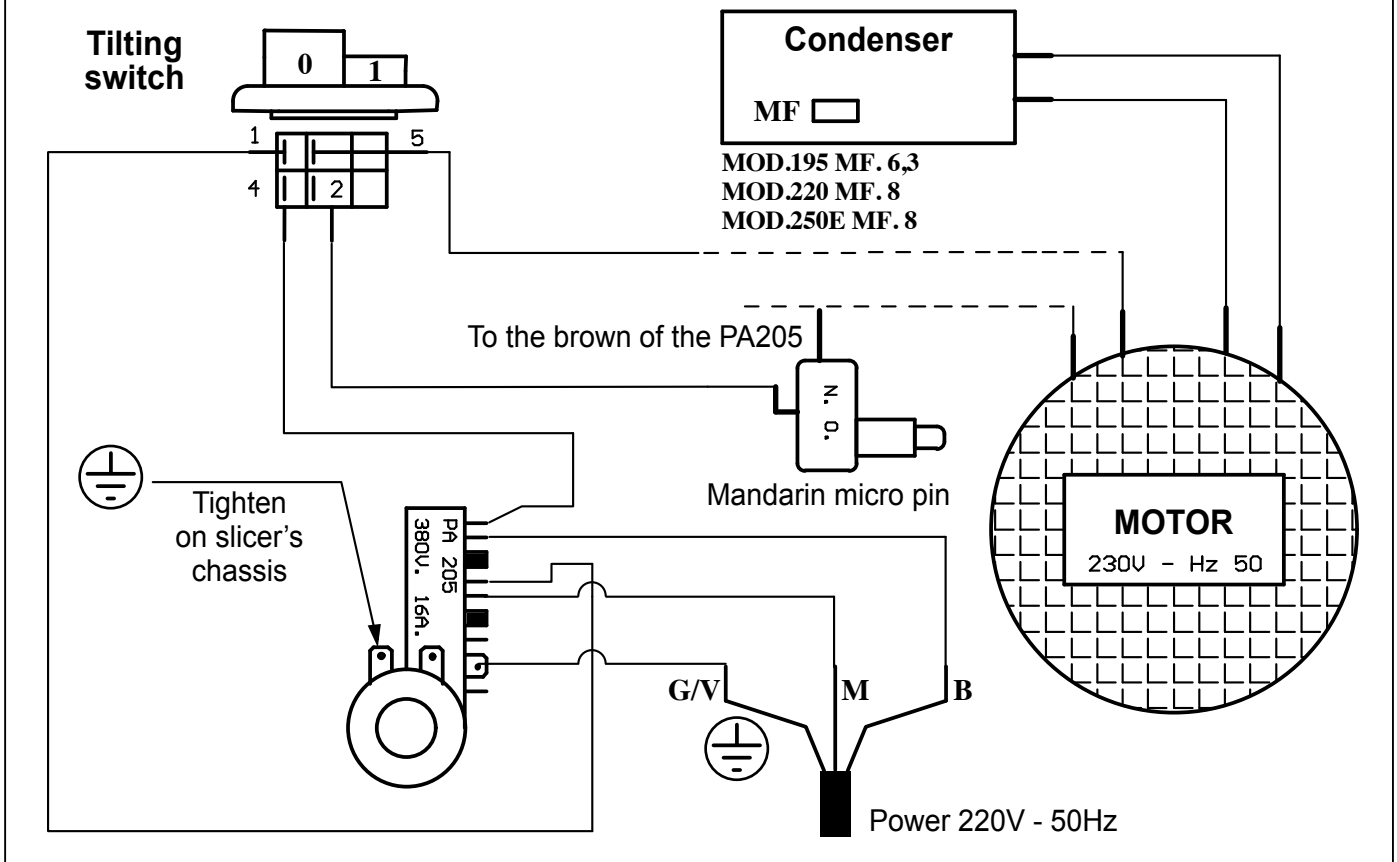 Tilting
switch
0
1
1
5
4
2
Condenser
MF
MOD.195 MF. 6,3
MOD.220 MF. 8
MOD.250E MF. 8
To the brown of the PA205
N. O.
Mandarin micro pin
Tighten
on slicer's
chassis
PA 205
380V. 16A.
MOTOR
230V - Hz 50
G/V
M
B
Power 220V - 50Hz